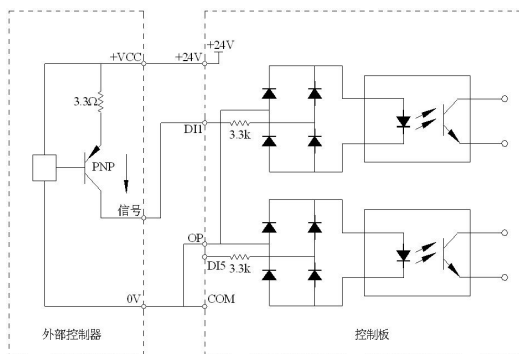 +24V
+VCC
+24V
3.3Ω
DI1
3.3k
PNP
信号
OP
DI5
3.3k
0V
COM
外部控制器
控制板